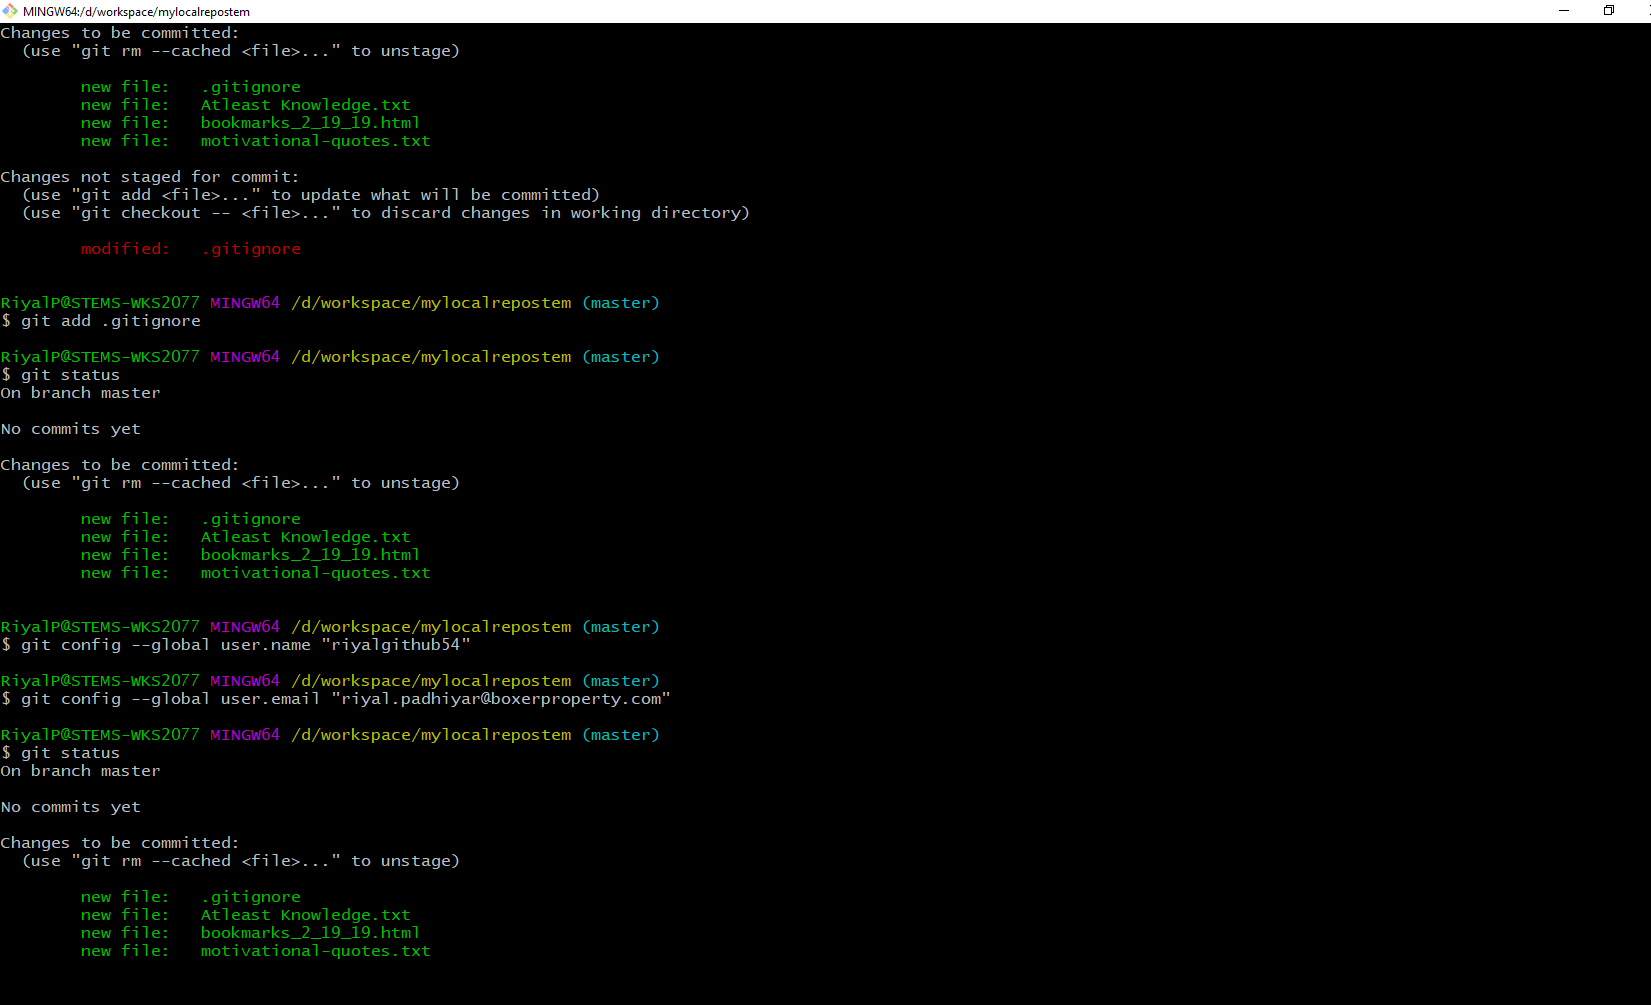 MINGW64:/d/workspace/mylocalrepostem
Changes to be committed:
  (use "git rm --cached <file>..." to unstage)

        new file:   .gitignore
        new file:   Atleast Knowledge.txt
        new file:   bookmarks_2_19_19.html
        new file:   motivational-quotes.txt

Changes not staged for commit:
  (use "git add <file>..." to update what will be committed)
  (use "git checkout -- <file>..." to discard changes in working directory)

        modified:   .gitignore


RiyalP@STEMS-WKS2077 MINGW64 /d/workspace/mylocalrepostem (master)
$ git add .gitignore

RiyalP@STEMS-WKS2077 MINGW64 /d/workspace/mylocalrepostem (master)
$ git status
On branch master

No commits yet

Changes to be committed:
  (use "git rm --cached <file>..." to unstage)

        new file:   .gitignore
        new file:   Atleast Knowledge.txt
        new file:   bookmarks_2_19_19.html
        new file:   motivational-quotes.txt


RiyalP@STEMS-WKS2077 MINGW64 /d/workspace/mylocalrepostem (master)
$ git config --global user.name "riyalgithub54"

RiyalP@STEMS-WKS2077 MINGW64 /d/workspace/mylocalrepostem (master)
$ git config --global user.email "riyal.padhiyar@boxerproperty.com"

RiyalP@STEMS-WKS2077 MINGW64 /d/workspace/mylocalrepostem (master)
$ git status
On branch master

No commits yet

Changes to be committed:
  (use "git rm --cached <file>..." to unstage)

        new file:   .gitignore
        new file:   Atleast Knowledge.txt
        new file:   bookmarks_2_19_19.html
        new file:   motivational-quotes.txt